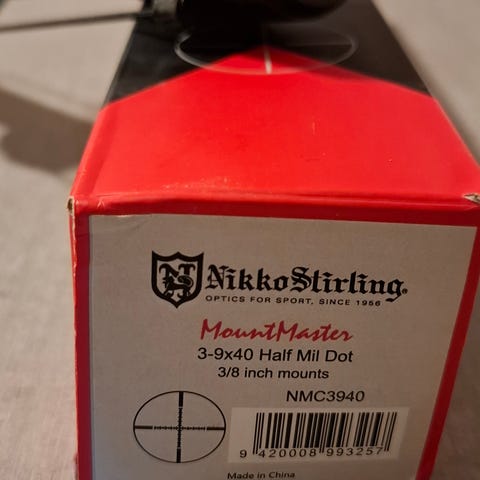 NikkoStirling.
OPTICS FOR SPORT, SINCE 1956
MountMaster
3-9x40 Half Mil Dot
3/8 inch mounts
NMC3940
9 420008 993257
Made in China